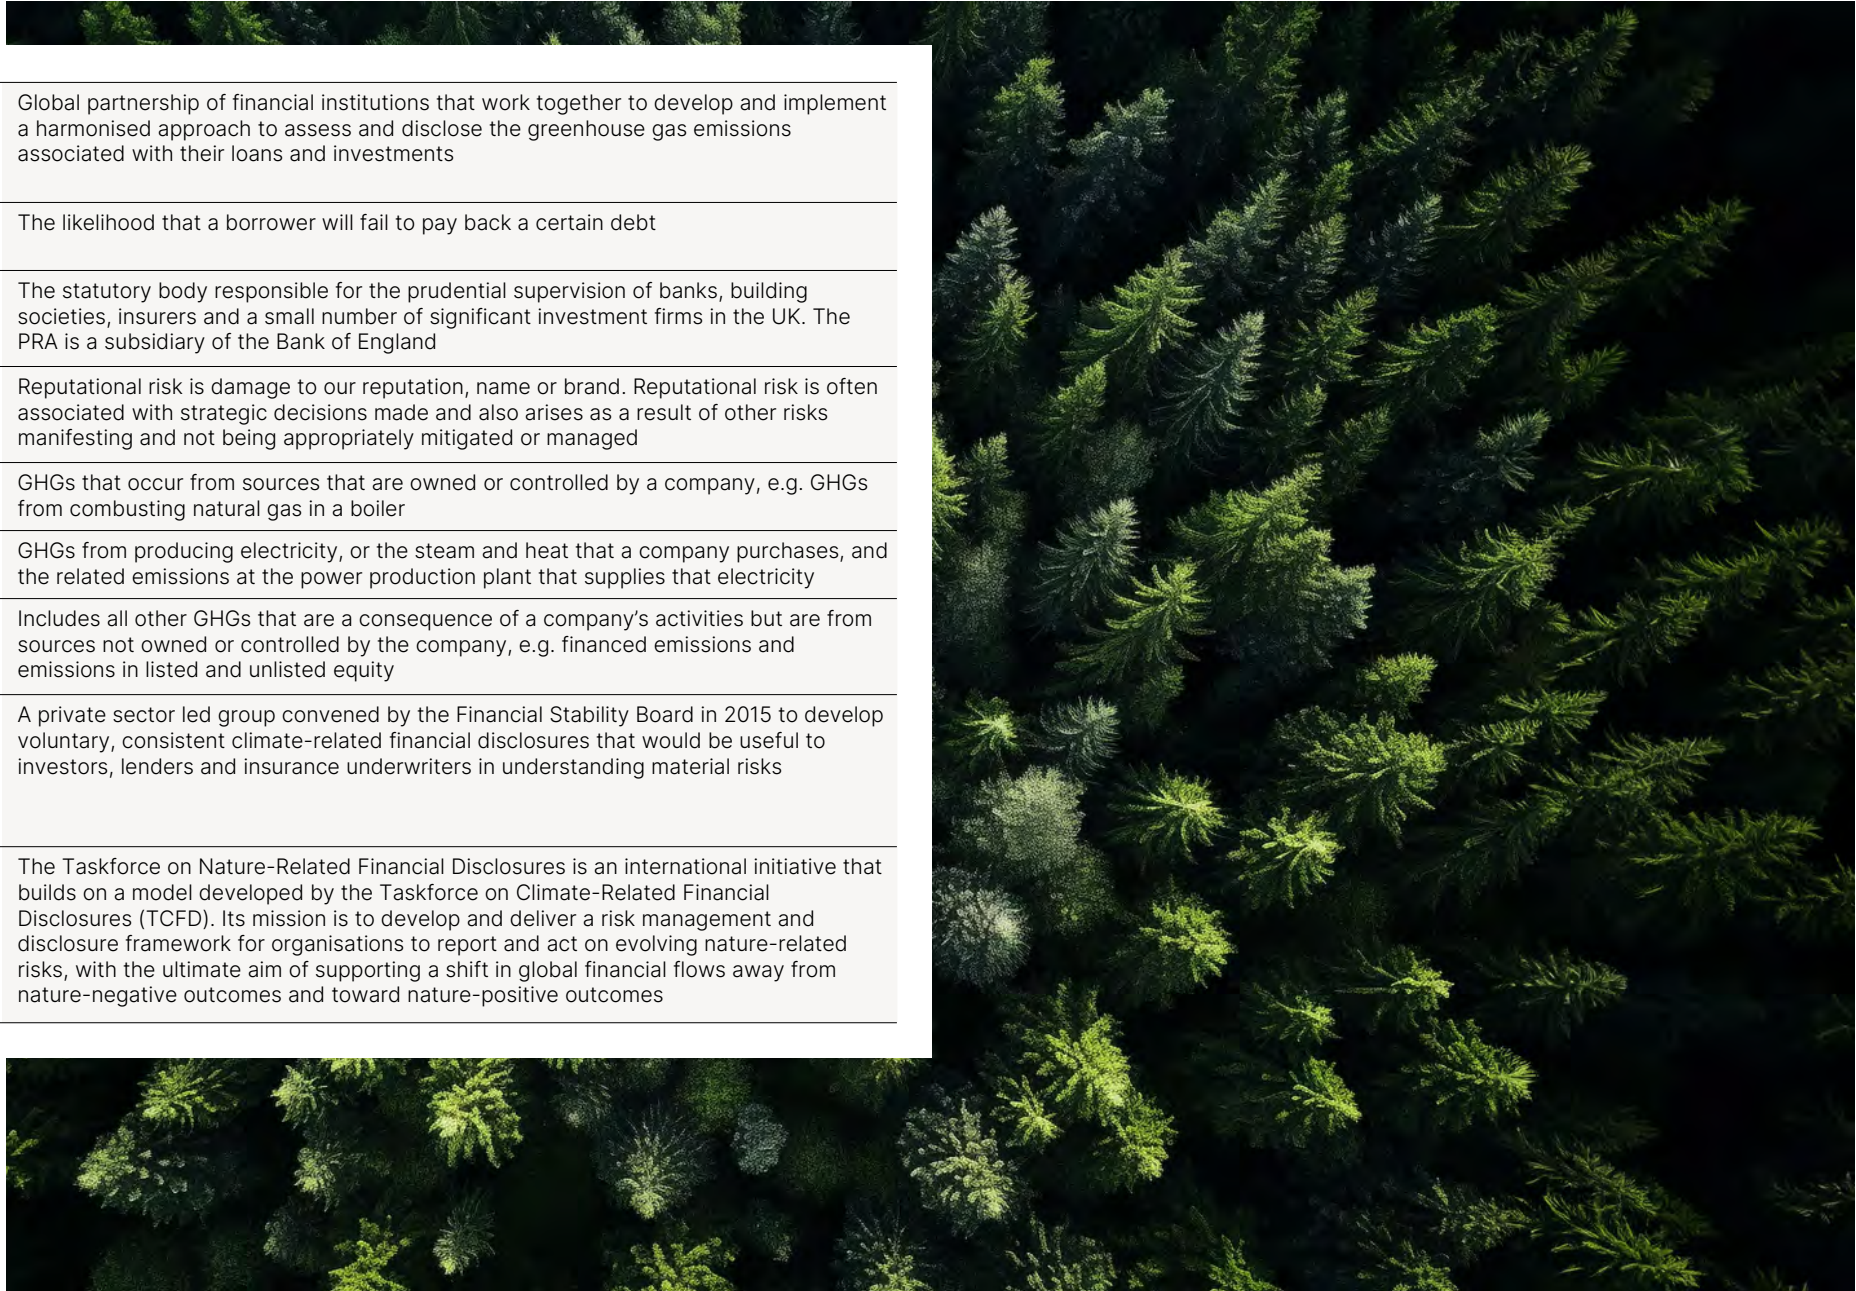 Global partnership of financial institutions that work together to develop and implement
a harmonised approach to assess and disclose the greenhouse gas emissions
associated with their loans and investments
The likelihood that a borrower will fail to pay back a certain debt
The statutory body responsible for the prudential supervision of banks, building
societies, insurers and a small number of significant investment firms in the UK. The
PRA is a subsidiary of the Bank of England
Reputational risk is damage to our reputation, name or brand. Reputational risk is often
associated with strategic decisions made and also arises as a result of other risks
manifesting and not being appropriately mitigated or managed
GHGs that occur from sources that are owned or controlled by a company, e.g. GHGs
from combusting natural gas in a boiler
GHGs from producing electricity, or the steam and heat that a company purchases, and
the related emissions at the power production plant that supplies that electricity
Includes all other GHGs that are a consequence of a company’s activities but are from
sources not owned or controlled by the company, e.g. financed emissions and
emissions in listed and unlisted equity
A private sector led group convened by the Financial Stability Board in 2015 to develop
voluntary, consistent climate-related financial disclosures that would be useful to
investors, lenders and insurance underwriters in understanding material risks
The Taskforce on Nature-Related Financial Disclosures is an international initiative that
builds on a model developed by the Taskforce on Climate-Related Financial
Disclosures (TCFD). Its mission is to develop and deliver a risk management and
disclosure framework for organisations to report and act on evolving nature-related
risks, with the ultimate aim of supporting a shift in global financial flows away from
nature-negative outcomes and toward nature-positive outcomes